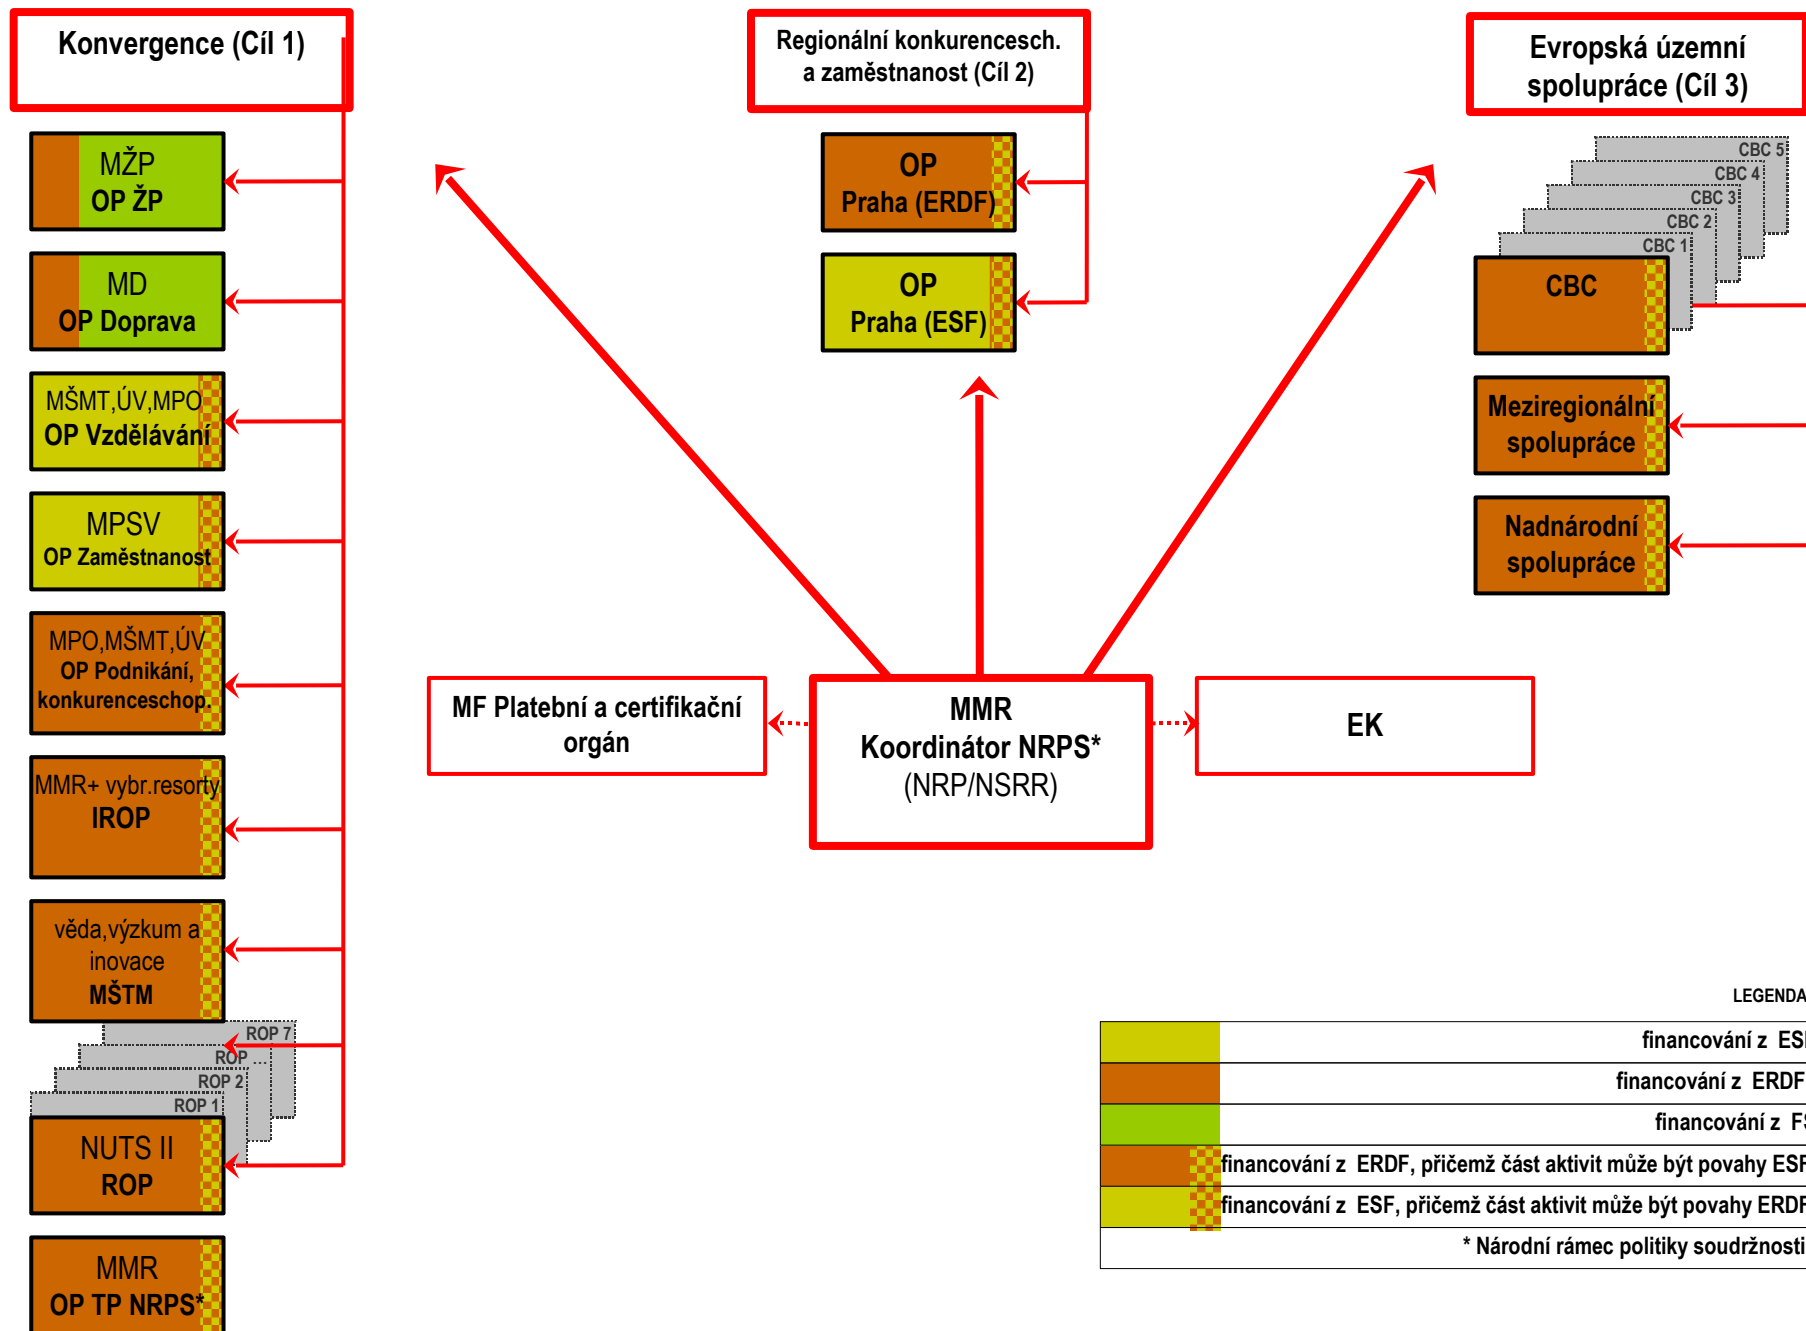 Konvergence (Cíl 1)
Regionální konkurencesch.
a zaměstnanost (Cíl 2)
Evropská územní
spolupráce (Cíl 3)
MŽP
OP ŽP
MD
OP Doprava
MŠMT,ÚV,MPO
OP Vzdělávání
MPSV
OP Zaměstnanost
MPO,MŠMT,ÚV
OP Podnikání,
konkurenceschop.
MMR+ vybr.resorty
IROP
věda,výzkum a
inovace
MŠTM
ROP 7
ROP ...
ROP 2
ROP 1
NUTS II
ROP
MMR
OP TP NRPS*
OP
Praha (ERDF)
OP
Praha (ESF)
CBC 5
CBC 4
CBC 3
CBC 2
CBC 1
CBC
Meziregionální
spolupráce
Nadnárodní
spolupráce
MF Platební a certifikační
orgán
MMR
Koordinátor NRPS*
(NRP/NSRR)
EK
LEGENDA
financování z ESF
financování z ERDF
financování z FS
financování z ERDF, přičemž část aktivit může být povahy ESF
financování z ESF, přičemž část aktivit může být povahy ERDF
* Národní rámec politiky soudržnosti